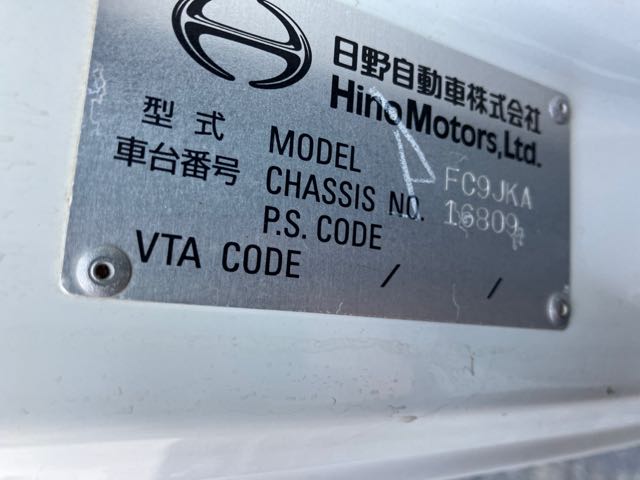 日野自動車株式会社
Hino Motors, Ltd.
型式 MODEL FC9JKA
車台番号 CHASSIS NO. 16809
P.S. CODE
VTA CODE / /